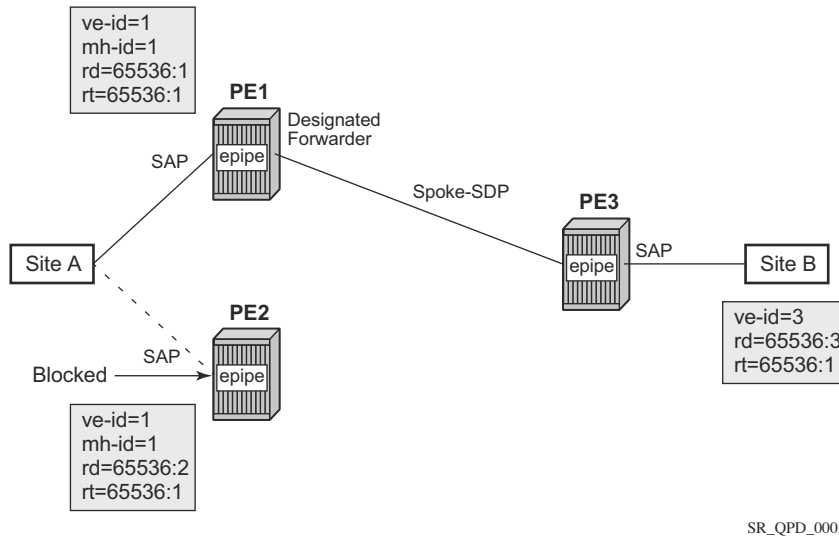 ve-id=1
mh-id=1
rd=65536:1
rt=65536:1
PE1
Designated
Forwarder
epipe
SAP
Spoke-SDP
PE3
epipe
SAP
Site A
Site B
PE2
SAP
epipe
Blocked
ve-id=3
rd=65536:3
rt=65536:1
ve-id=1
mh-id=1
rd=65536:2
rt=65536:1